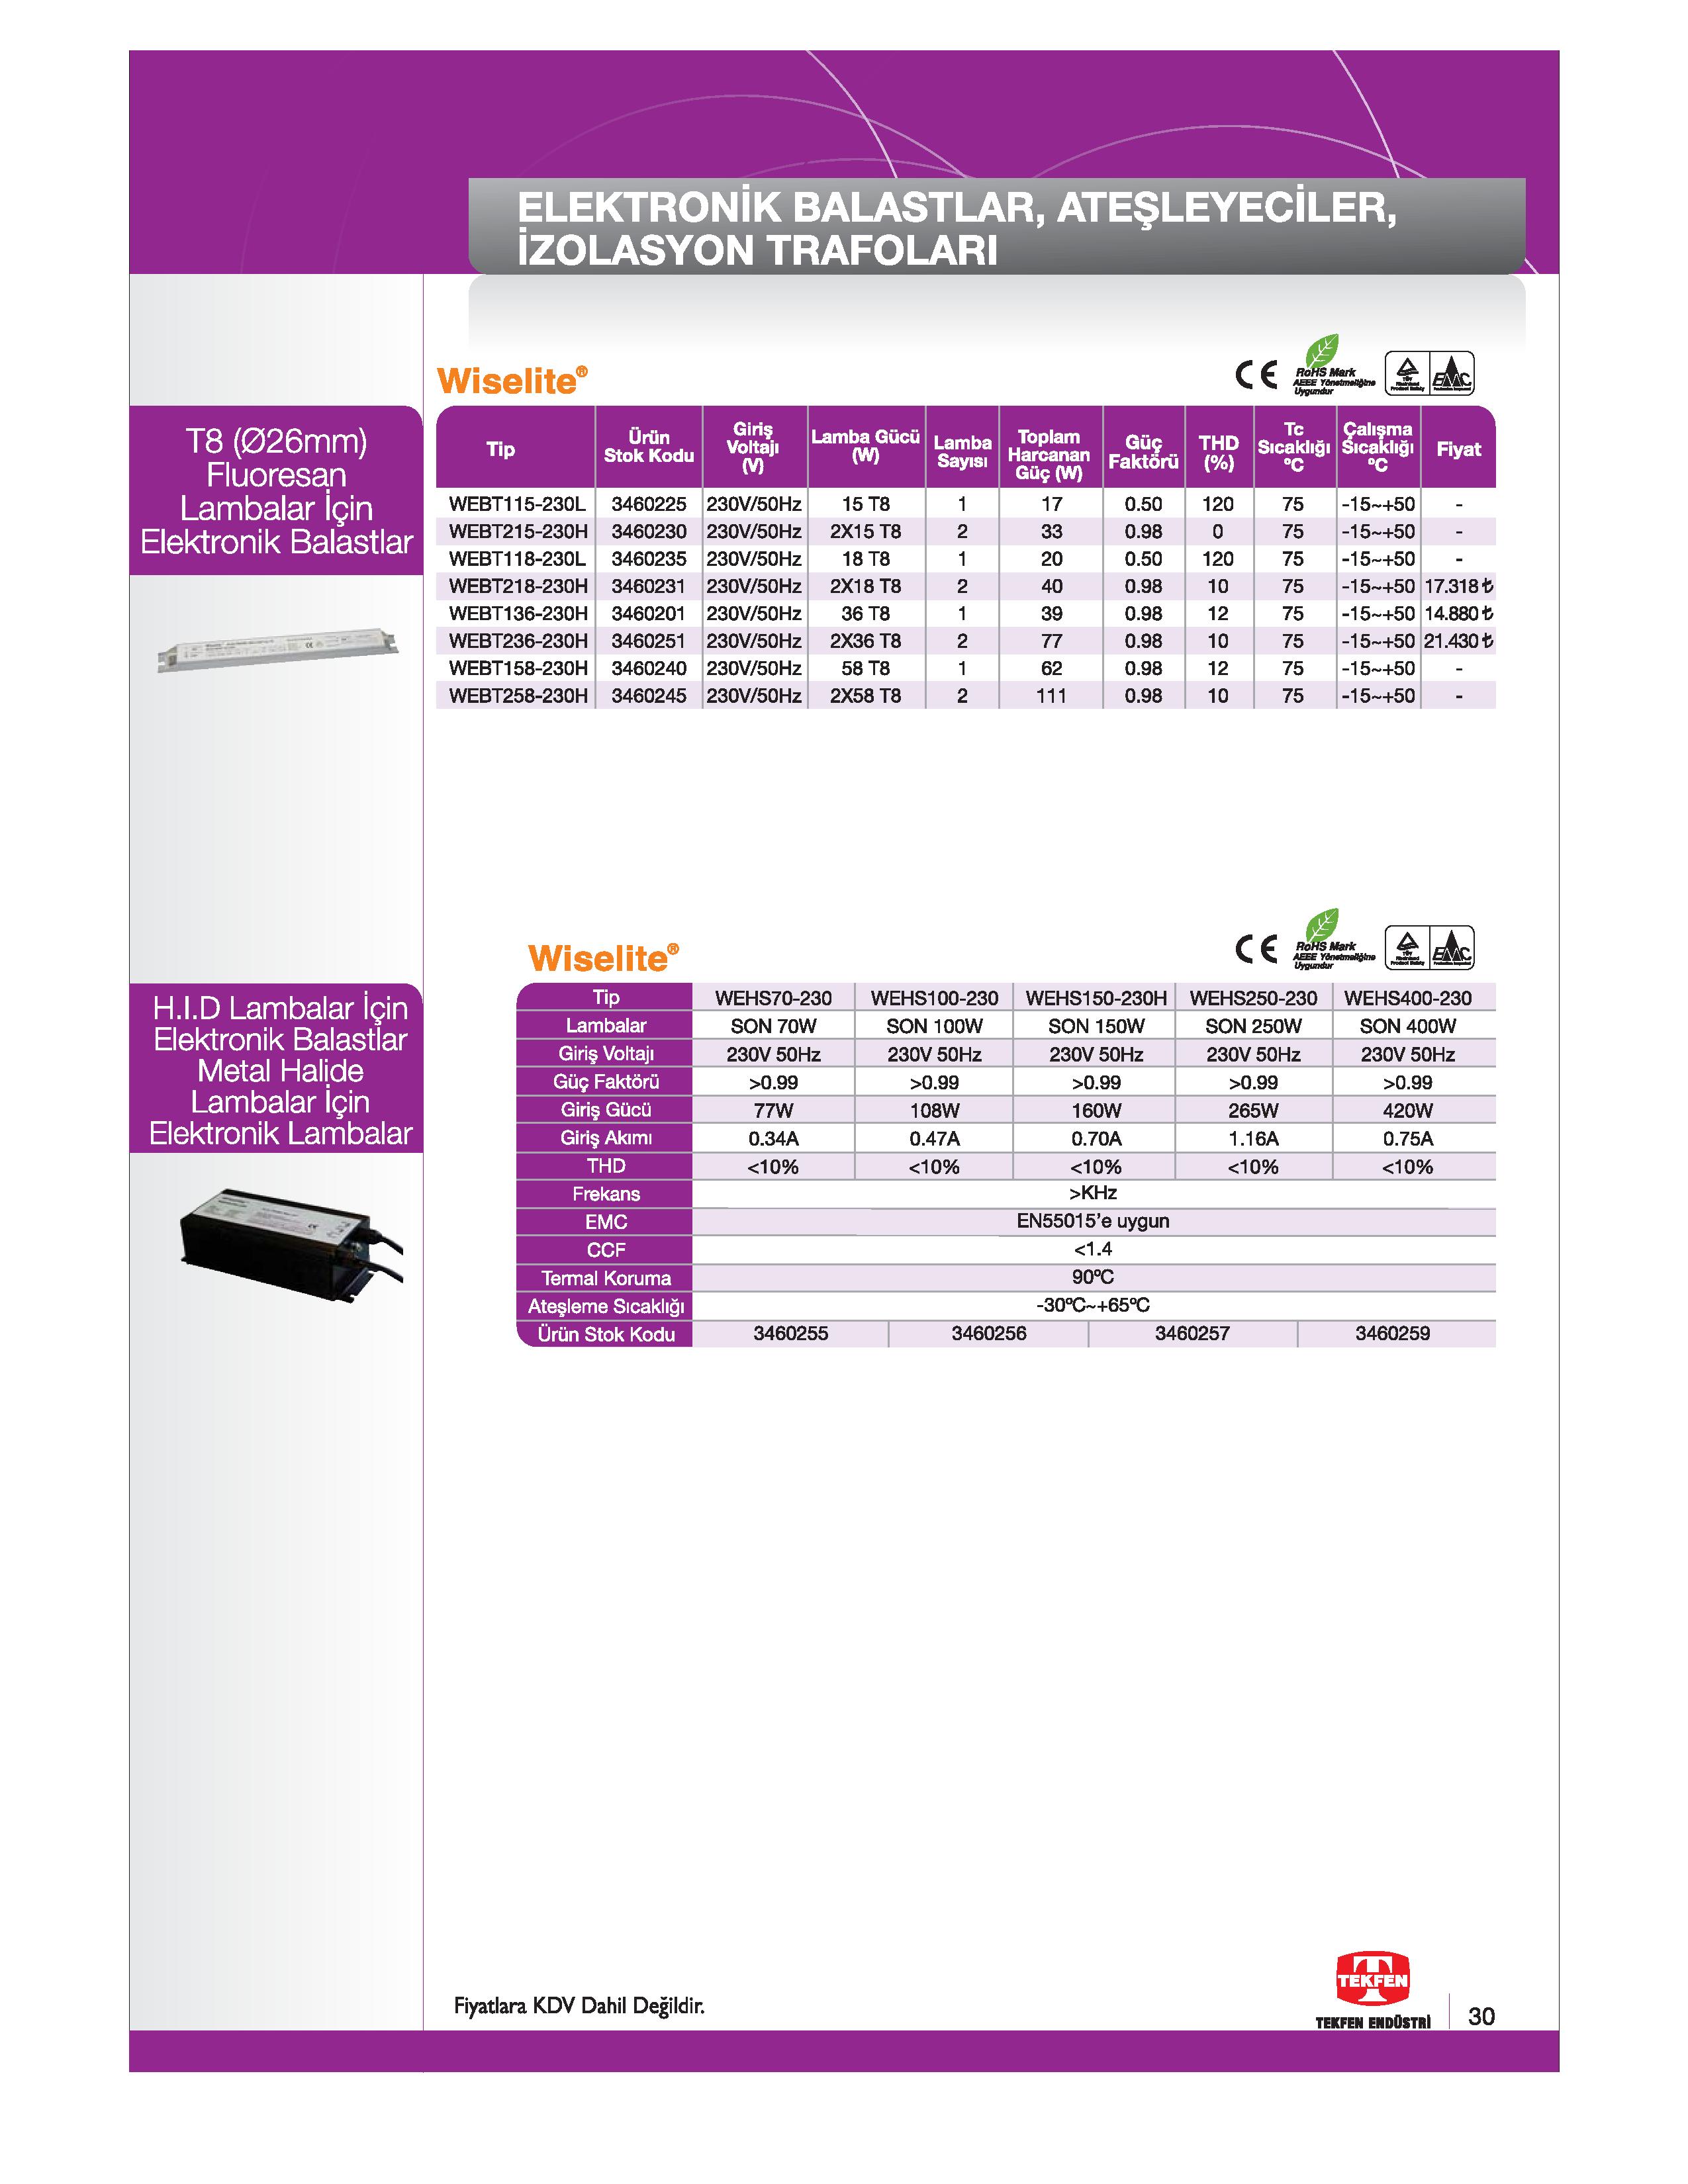 ELEKTRONİK BALASTLAR, ATEŞLEYECİLER,
İZOLASYON TRAFOLARI
T8 (Ø26mm)
Fluoresan
Lambalar İçin
Elektronik Balastlar
Wiselite®
CE
RoHS Mark
AEEE Yönetmeliğine
Uygundur
TÜV
Rheinland
Product Safety
EMC
Tip Ürün Stok Kodu Giriş Voltajı (V) Lamba Gücü (W) Lamba Sayısı Toplam Harcanan Güç (W) Güç Faktörü THD (%) Tc Sıcaklığı ºC Çalışma Sıcaklığı ºC Fiyat
WEBT115-230L 3460225 230V/50Hz 15 T8 1 17 0.50 120 75 -15~+50 -
WEBT215-230H 3460230 230V/50Hz 2X15 T8 2 33 0.98 0 75 -15~+50 -
WEBT118-230L 3460235 230V/50Hz 18 T8 1 20 0.50 120 75 -15~+50 -
WEBT218-230H 3460231 230V/50Hz 2X18 T8 2 40 0.98 10 75 -15~+50 17.318 ₺
WEBT136-230H 3460201 230V/50Hz 36 T8 1 39 0.98 12 75 -15~+50 14.880 ₺
WEBT236-230H 3460251 230V/50Hz 2X36 T8 2 77 0.98 10 75 -15~+50 21.430 ₺
WEBT158-230H 3460240 230V/50Hz 58 T8 1 62 0.98 12 75 -15~+50 -
WEBT258-230H 3460245 230V/50Hz 2X58 T8 2 111 0.98 10 75 -15~+50 -
H.I.D Lambalar İçin
Elektronik Balastlar
Metal Halide
Lambalar İçin
Elektronik Lambalar
Wiselite®
CE
RoHS Mark
AEEE Yönetmeliğine
Uygundur
TÜV
Rheinland
Product Safety
EMC
Tip WEHS70-230 WEHS100-230 WEHS150-230H WEHS250-230 WEHS400-230
Lambalar SON 70W SON 100W SON 150W SON 250W SON 400W
Giriş Voltajı 230V 50Hz 230V 50Hz 230V 50Hz 230V 50Hz 230V 50Hz
Güç Faktörü >0.99 >0.99 >0.99 >0.99 >0.99
Giriş Gücü 77W 108W 160W 265W 420W
Giriş Akımı 0.34A 0.47A 0.70A 1.16A 0.75A
THD <10% <10% <10% <10% <10%
Frekans >KHz
EMC EN55015’e uygun
CCF <1.4
Termal Koruma 90ºC
Ateşleme Sıcaklığı -30ºC~+65ºC
Ürün Stok Kodu 3460255 3460256 3460257 3460259
Fiyatlara KDV Dahil Değildir.
TEKFEN
TEKFEN ENDÜSTRİ
30